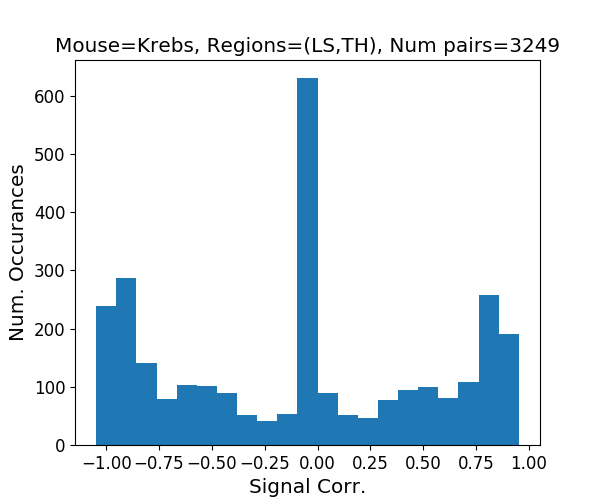 Mouse=Krebs, Regions=(LS,TH), Num pairs=3249
Num. Occurances
600
500
400
300
200
100
0
−1.00 −0.75 −0.50 −0.25 0.00 0.25 0.50 0.75 1.00
Signal Corr.